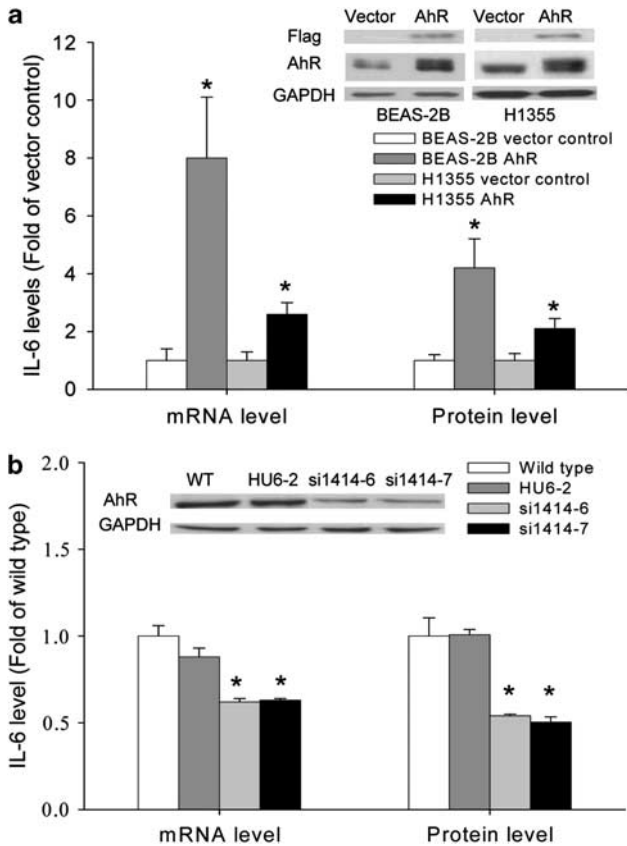 a
Vector AhR Vector AhR
Flag
AhR
GAPDH
BEAS-2B H1355
BEAS-2B vector control
BEAS-2B AhR
H1355 vector control
H1355 AhR
IL-6 levels (Fold of vector control)
12
10
8
6
4
2
0
*
*
*
*
mRNA level Protein level
b
WT HU6-2 si1414-6 si1414-7
AhR
GAPDH
Wild type
HU6-2
si1414-6
si1414-7
IL-6 level (Fold of wild type)
2.0
1.5
1.0
0.5
0.0
* *
* *
mRNA level Protein level